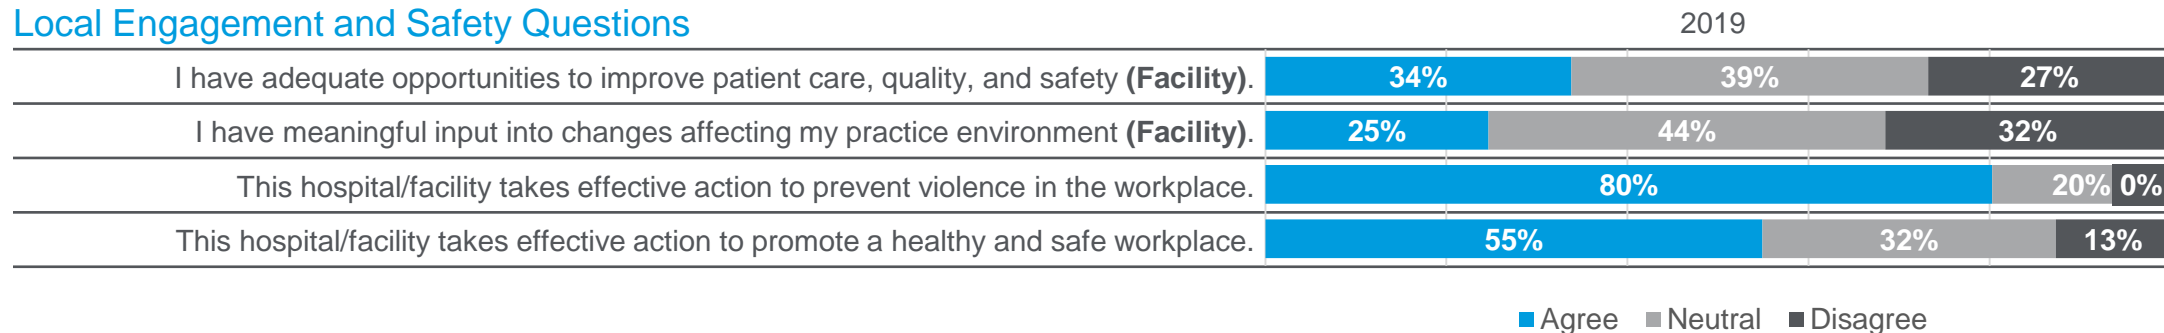 Local Engagement and Safety Questions 2019
I have adequate opportunities to improve patient care, quality, and safety (Facility). 34% 39% 27%
I have meaningful input into changes affecting my practice environment (Facility). 25% 44% 32%
This hospital/facility takes effective action to prevent violence in the workplace. 80% 20% 0%
This hospital/facility takes effective action to promote a healthy and safe workplace. 55% 32% 13%
Agree Neutral Disagree